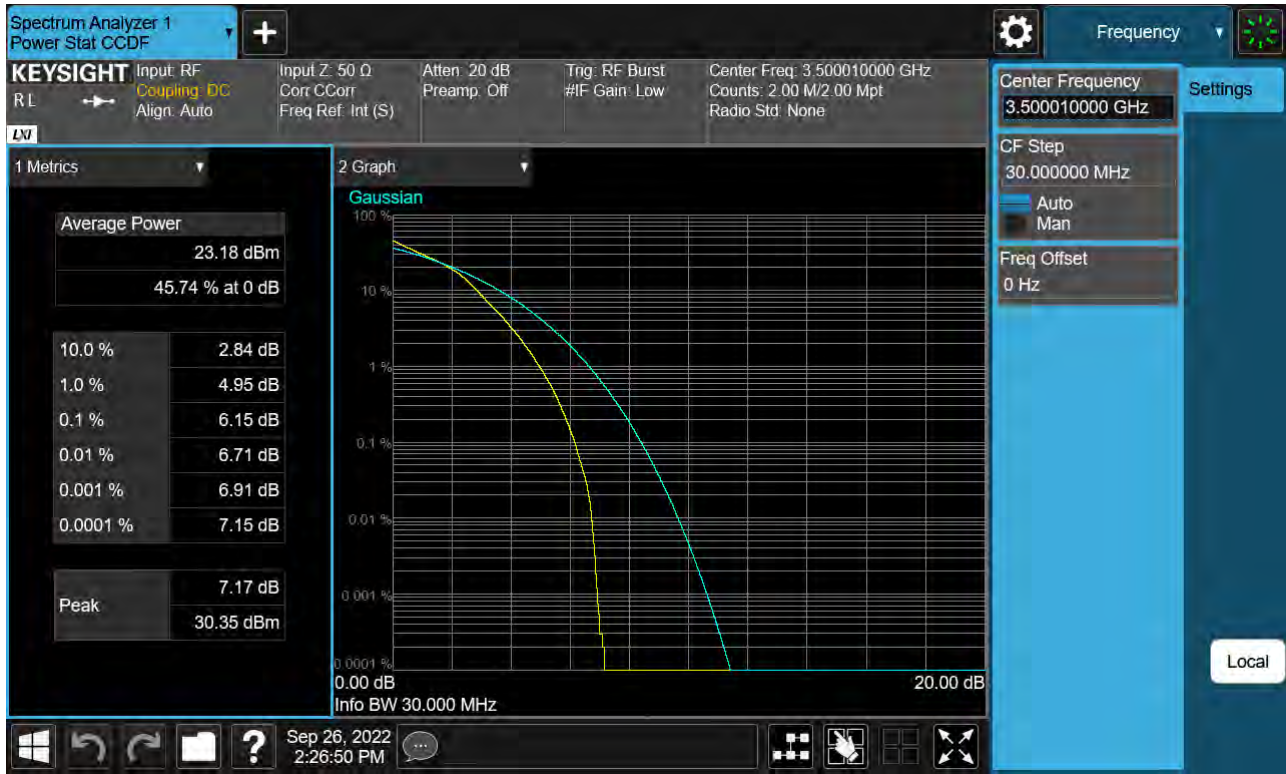 Spectrum Analyzer 1
Power Stat CCDF
Frequency
KEYSIGHT
RL
LXI
Input: RF
Coupling: DC
Align: Auto
Input Z: 50 Ω
Corr CCorr
Freq Ref: Int (S)
Atten: 20 dB
Preamp: Off
Trig: RF Burst
#IF Gain: Low
Center Freq: 3.500010000 GHz
Counts: 2.00 M/2.00 Mpt
Radio Std: None
Center Frequency
3.500010000 GHz
Settings
CF Step
30.000000 MHz
Auto
Man
Freq Offset
0 Hz
Local
1 Metrics
Average Power
23.18 dBm
45.74 % at 0 dB
10.0 % 2.84 dB
1.0 % 4.95 dB
0.1 % 6.15 dB
0.01 % 6.71 dB
0.001 % 6.91 dB
0.0001 % 7.15 dB
Peak
7.17 dB
30.35 dBm
2 Graph
Gaussian
100 %
10 %
1 %
0.1 %
0.01 %
0.001 %
0.0001 %
0.00 dB 20.00 dB
Info BW 30.000 MHz
?
Sep 26, 2022
2:26:50 PM